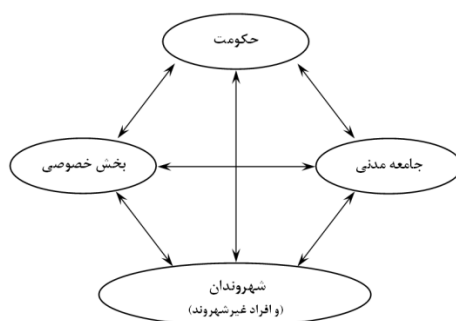 حکومت
جامعه مدنی
بخش خصوصی
شهروندان
(و افراد غیرشهروند)